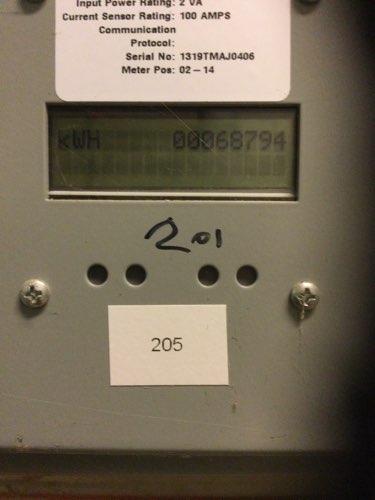 Input Power Rating: 2 VA
Current Sensor Rating: 100 AMPS
Communication
Protocol:
Serial No: 1319TMAJ0406
Meter Pos: 02-14
kWH 00068794
201
205